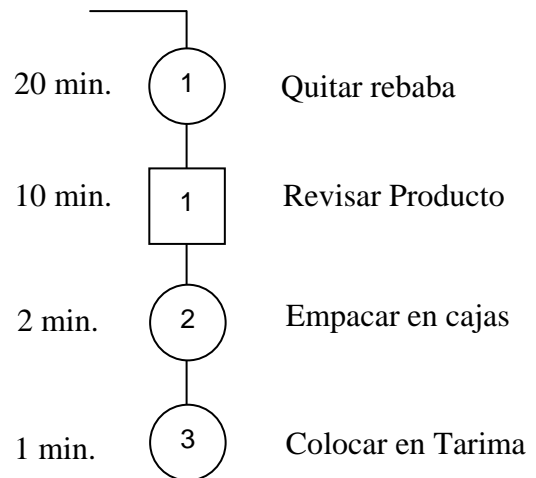 20 min. 1 Quitar rebaba
10 min. 1 Revisar Producto
2 min. 2 Empacar en cajas
1 min. 3 Colocar en Tarima